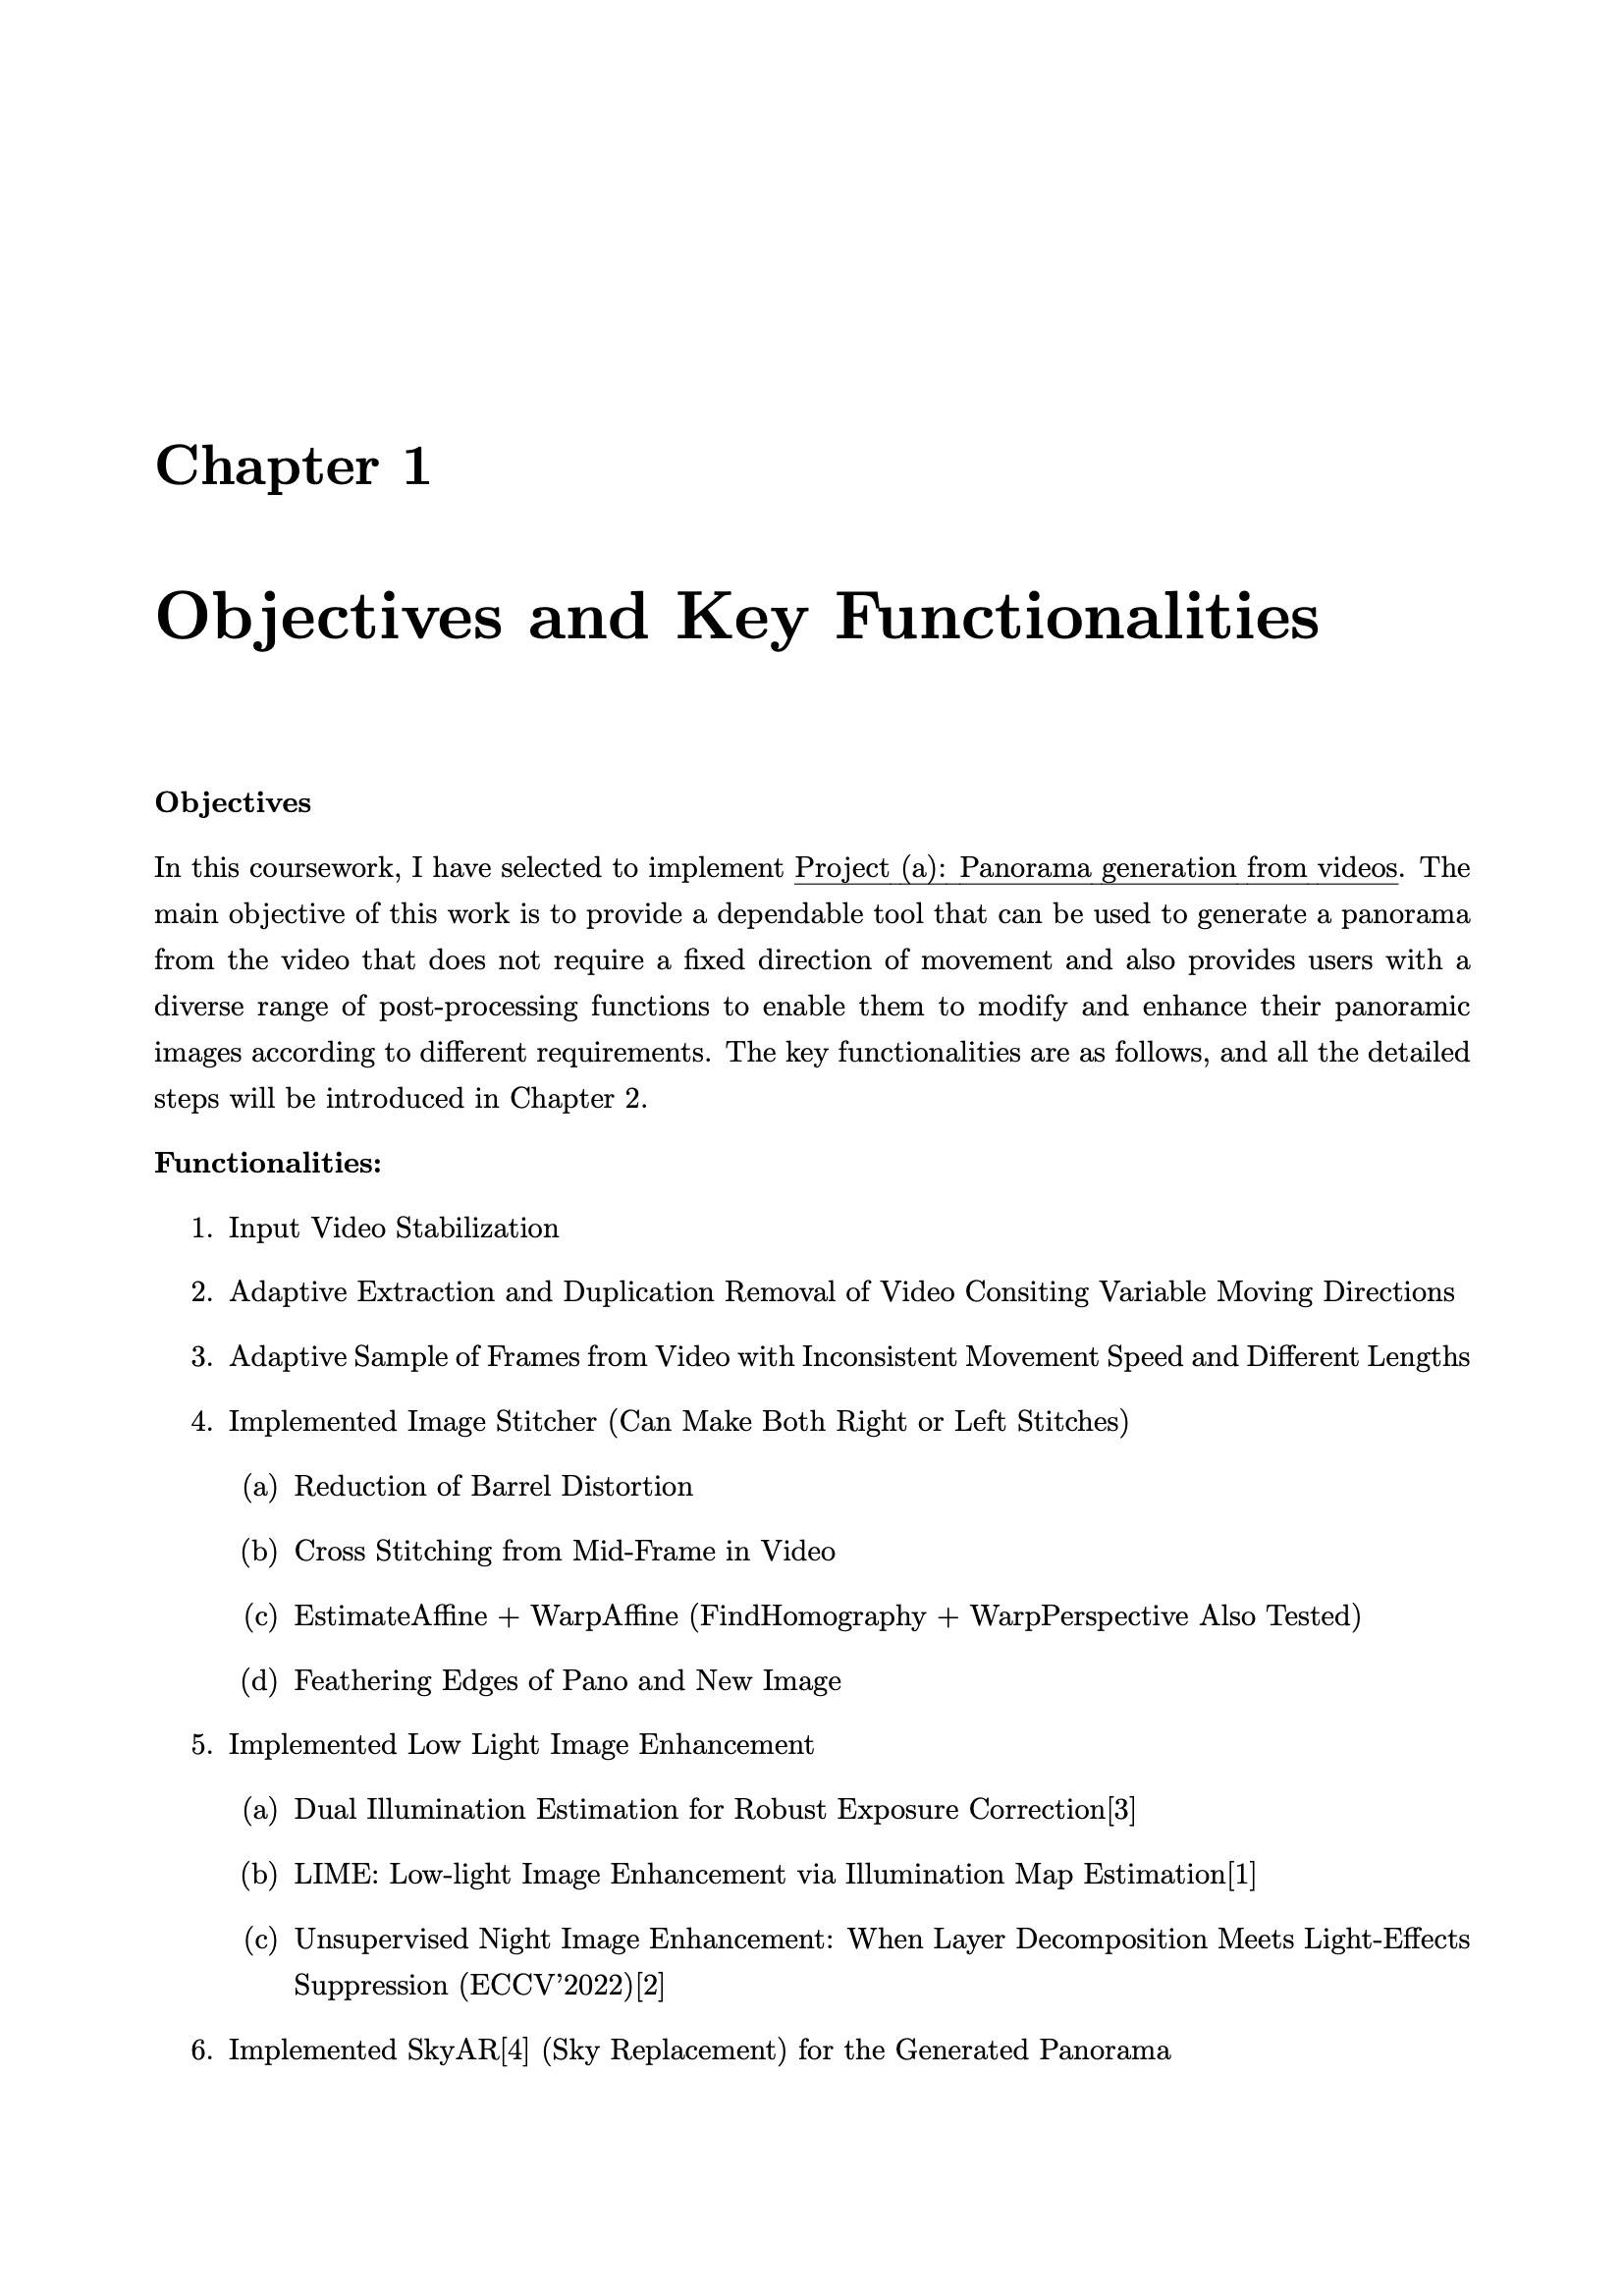 Chapter 1
Objectives and Key Functionalities
Objectives
In this coursework, I have selected to implement Project (a): Panorama generation from videos. The
main objective of this work is to provide a dependable tool that can be used to generate a panorama
from the video that does not require a fixed direction of movement and also provides users with a
diverse range of post-processing functions to enable them to modify and enhance their panoramic
images according to different requirements. The key functionalities are as follows, and all the detailed
steps will be introduced in Chapter 2.
Functionalities:
1. Input Video Stabilization
2. Adaptive Extraction and Duplication Removal of Video Consiting Variable Moving Directions
3. Adaptive Sample of Frames from Video with Inconsistent Movement Speed and Different Lengths
4. Implemented Image Stitcher (Can Make Both Right or Left Stitches)
(a) Reduction of Barrel Distortion
(b) Cross Stitching from Mid-Frame in Video
(c) EstimateAffine + WarpAffine (FindHomography + WarpPerspective Also Tested)
(d) Feathering Edges of Pano and New Image
5. Implemented Low Light Image Enhancement
(a) Dual Illumination Estimation for Robust Exposure Correction[3]
(b) LIME: Low-light Image Enhancement via Illumination Map Estimation[1]
(c) Unsupervised Night Image Enhancement: When Layer Decomposition Meets Light-Effects
Suppression (ECCV'2022)[2]
6. Implemented SkyAR[4] (Sky Replacement) for the Generated Panorama